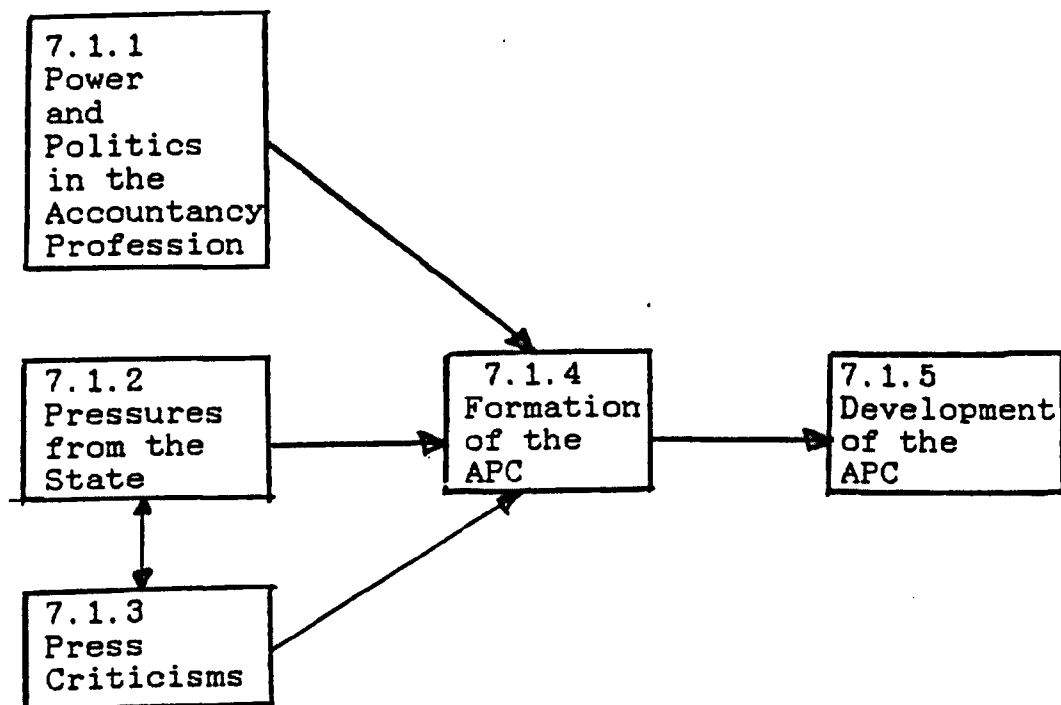 7.1.1
Power
and
Politics
in the
Accountancy
Profession
7.1.2
Pressures
from the
State
7.1.3
Press
Criticisms
7.1.4
Formation
of the
APC
7.1.5
Development
of the
APC